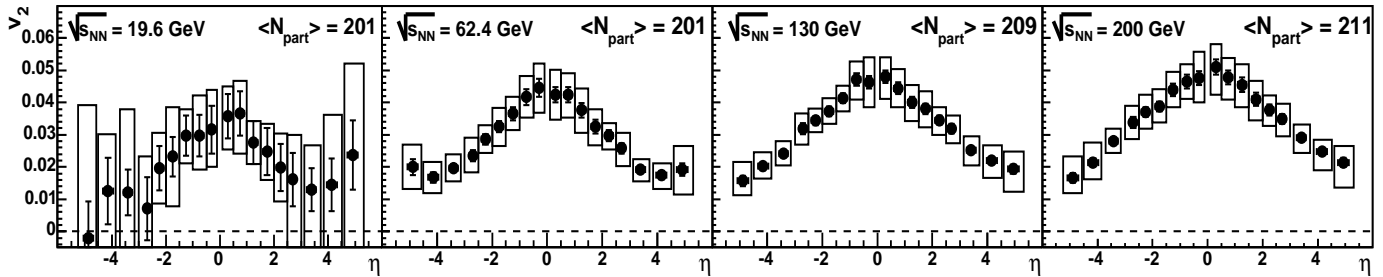 v2
√sNN = 19.6 GeV <Npart> = 201
√sNN = 62.4 GeV <Npart> = 201
√sNN = 130 GeV <Npart> = 209
√sNN = 200 GeV <Npart> = 211
0.06
0.05
0.04
0.03
0.02
0.01
0
-4 -2 0 2 4 η
-4 -2 0 2 4 η
-4 -2 0 2 4 η
-4 -2 0 2 4 η